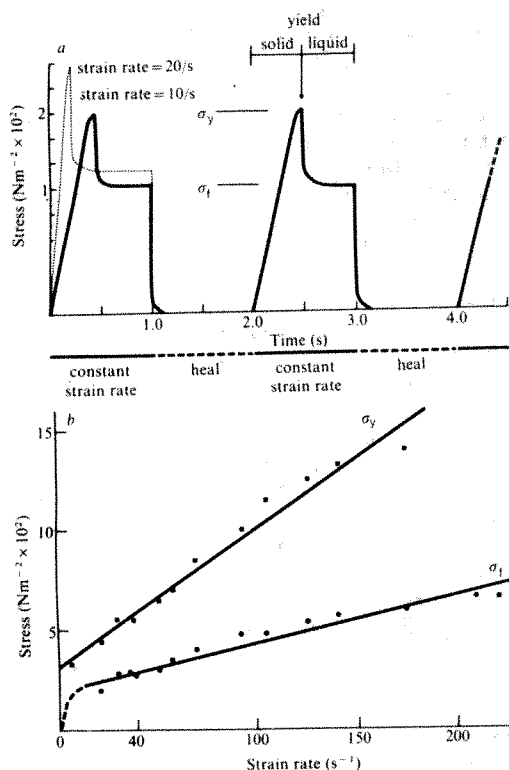 yield
solid liquid
a
strain rate = 20/s
strain rate = 10/s
σy
σf
Stress (Nm⁻² × 10²)
2
1
1.0 2.0 3.0 4.0
Time (s)
constant strain rate
heal
constant strain rate
heal
b
σy
σf
Stress (Nm⁻² × 10²)
15
10
5
0 40 100 150 200
Strain rate (s⁻¹)